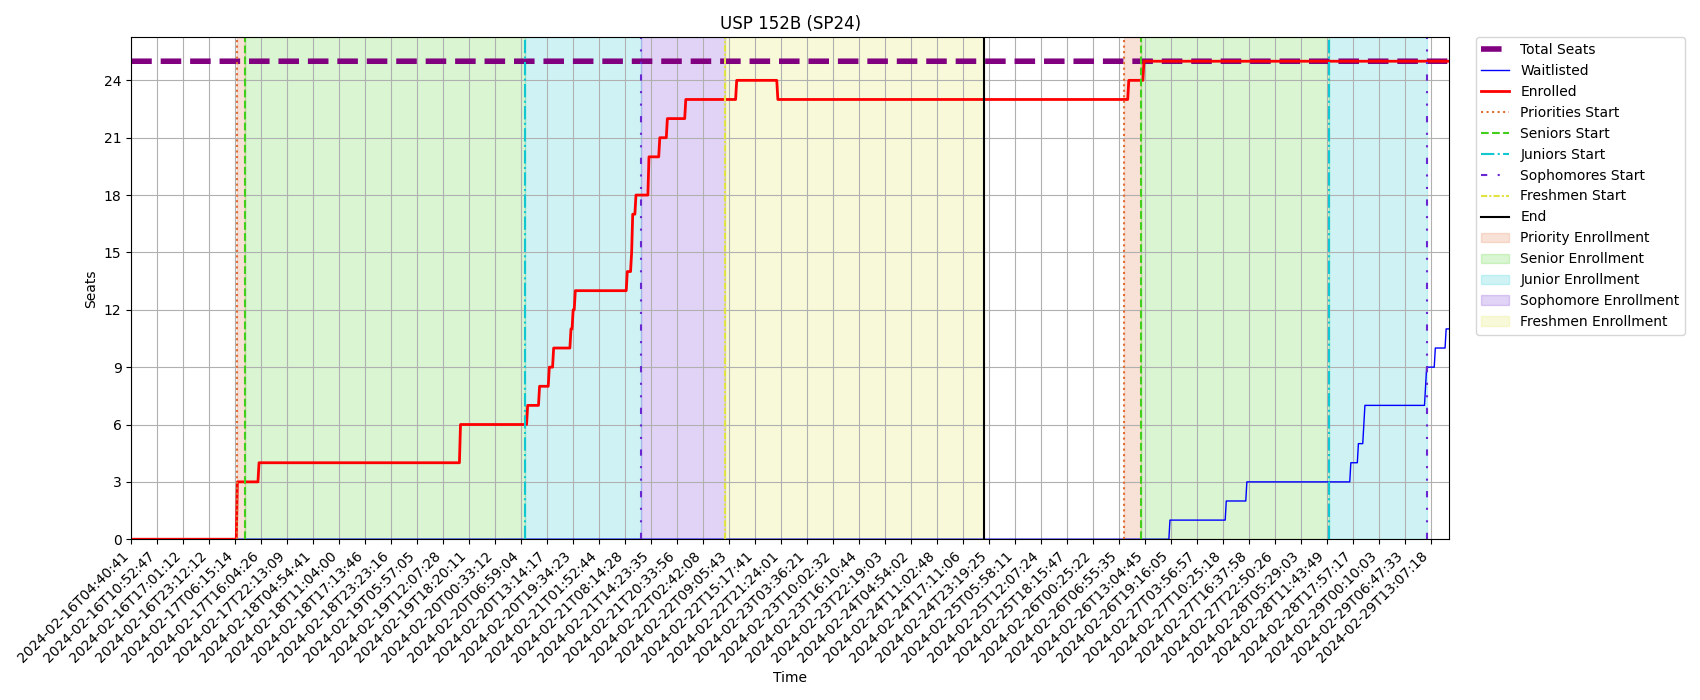 USP 152B (SP24)
Seats
24
21
18
15
12
9
6
3
0
2024-02-16T04:40:41
2024-02-16T10:52:47
2024-02-16T17:01:12
2024-02-16T23:12:12
2024-02-17T06:15:14
2024-02-17T16:04:26
2024-02-17T22:13:09
2024-02-18T04:54:41
2024-02-18T11:04:00
2024-02-18T17:13:46
2024-02-18T23:23:16
2024-02-19T05:57:05
2024-02-19T12:07:28
2024-02-19T18:20:11
2024-02-20T00:33:12
2024-02-20T06:59:04
2024-02-20T13:14:17
2024-02-20T19:34:23
2024-02-21T01:52:44
2024-02-21T08:14:28
2024-02-21T14:23:35
2024-02-21T20:33:56
2024-02-22T02:42:08
2024-02-22T09:05:43
2024-02-22T15:17:41
2024-02-22T21:24:01
2024-02-23T03:36:21
2024-02-23T10:02:32
2024-02-23T16:10:44
2024-02-23T22:19:03
2024-02-24T04:54:02
2024-02-24T11:02:48
2024-02-24T17:11:06
2024-02-24T23:19:25
2024-02-25T05:58:11
2024-02-25T12:07:24
2024-02-25T18:15:47
2024-02-26T00:25:22
2024-02-26T06:55:35
2024-02-26T13:04:45
2024-02-26T19:16:05
2024-02-27T03:56:57
2024-02-27T10:25:18
2024-02-27T16:37:58
2024-02-27T22:50:26
2024-02-28T05:29:03
2024-02-28T11:43:49
2024-02-28T17:57:17
2024-02-29T00:10:03
2024-02-29T06:47:33
2024-02-29T13:07:18
Time
Total Seats
Waitlisted
Enrolled
Priorities Start
Seniors Start
Juniors Start
Sophomores Start
Freshmen Start
End
Priority Enrollment
Senior Enrollment
Junior Enrollment
Sophomore Enrollment
Freshmen Enrollment